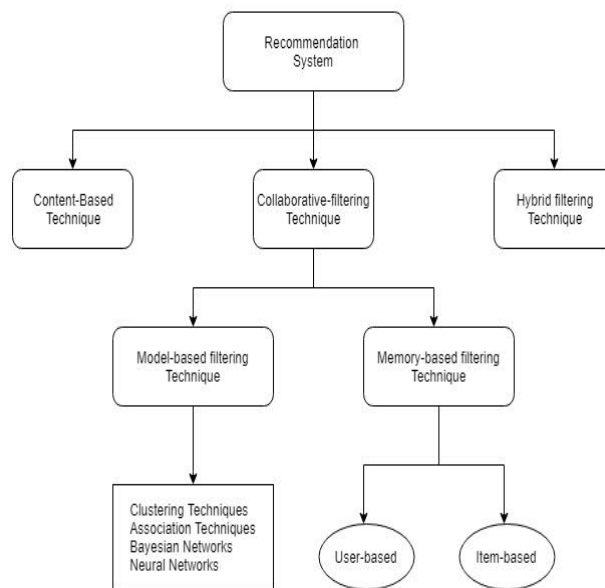 Recommendation
System
Content-Based
Technique
Collaborative-filtering
Technique
Hybrid filtering
Technique
Model-based filtering
Technique
Memory-based filtering
Technique
Clustering Techniques
Association Techniques
Bayesian Networks
Neural Networks
User-based
Item-based